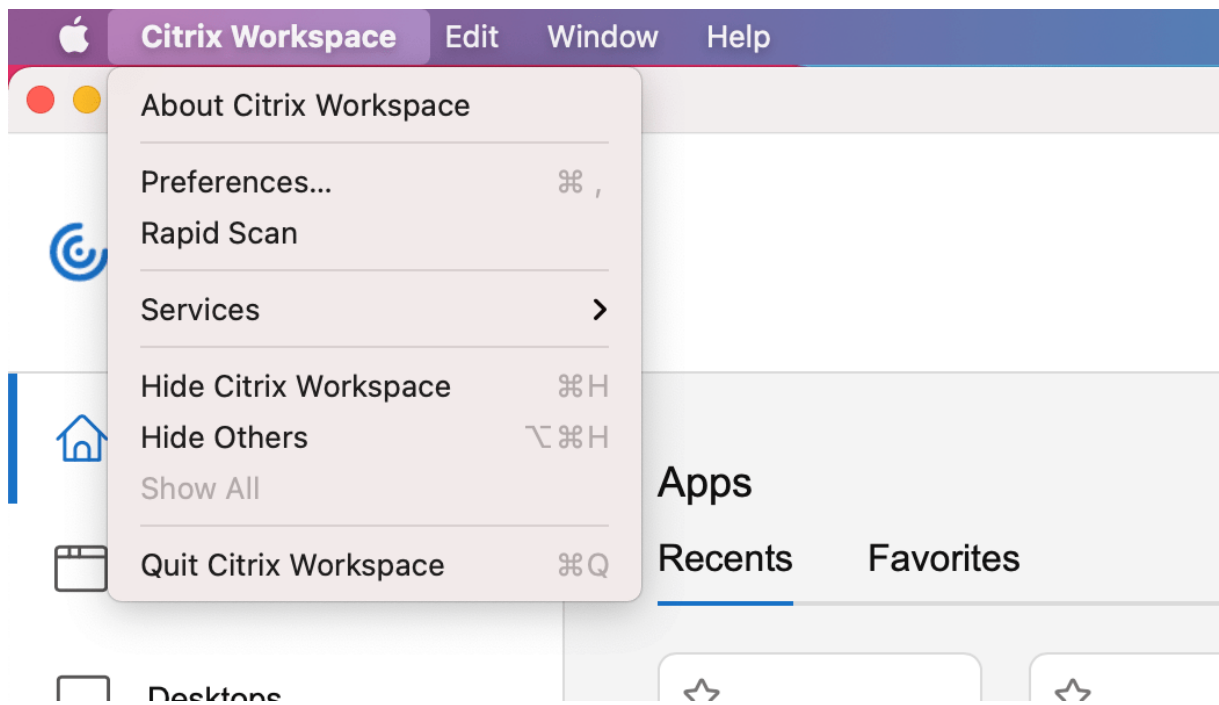 Citrix Workspace Edit Window Help
About Citrix Workspace
Preferences... ⌘ ,
Rapid Scan
Services
Hide Citrix Workspace ⌘H
Hide Others ⌥⌘H
Show All
Quit Citrix Workspace ⌘Q
Apps
Recents Favorites
Desktops